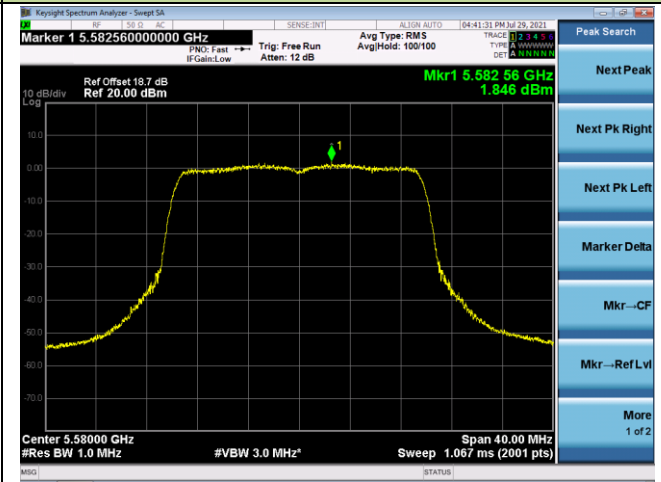 Keysight Spectrum Analyzer - Swept SA
RF 50 Ω AC SENSE:INT ALIGN AUTO 04:41:31 PM Jul 29, 2021
Marker 1 5.582560000000 GHz
PNO: Fast
IFGain:Low
Trig: Free Run
Atten: 12 dB
Avg Type: RMS
Avg|Hold: 100/100
TRACE 1 2 3 4 5 6
TYPE A WWWWW
DET A N N N N N
Mkr1 5.582 56 GHz
1.846 dBm
Ref Offset 18.7 dB
10 dB/div Ref 20.00 dBm
Log
10.0
1
0.00
-10.0
-20.0
-30.0
-40.0
-50.0
-60.0
-70.0
Center 5.58000 GHz Span 40.00 MHz
#Res BW 1.0 MHz #VBW 3.0 MHz* Sweep 1.067 ms (2001 pts)
MSG STATUS
Peak Search
Next Peak
Next Pk Right
Next Pk Left
Marker Delta
Mkr→CF
Mkr→Ref Lvl
More
1 of 2